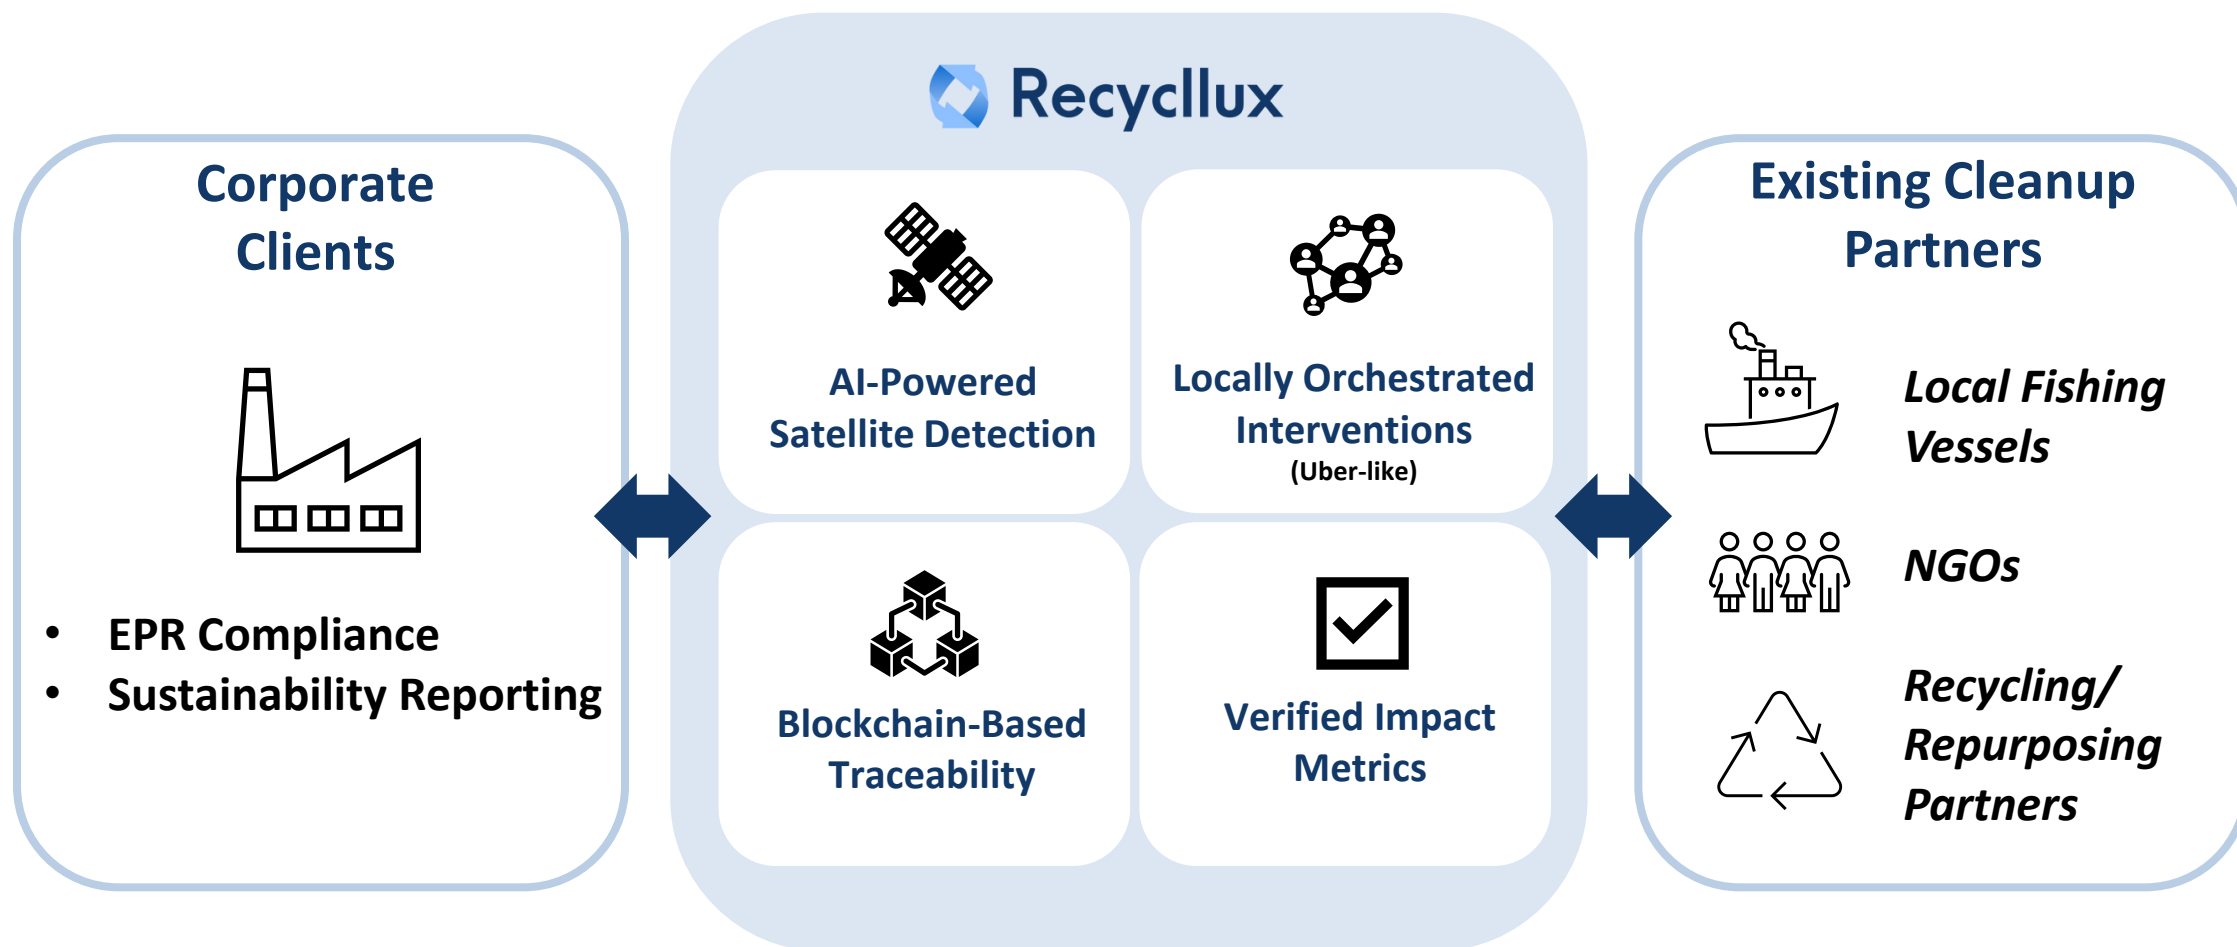 Recycllux
Corporate
Clients
• EPR Compliance
• Sustainability Reporting
AI-Powered
Satellite Detection
Locally Orchestrated
Interventions
(Uber-like)
Blockchain-Based
Traceability
Verified Impact
Metrics
Existing Cleanup
Partners
Local Fishing
Vessels
NGOs
Recycling/
Repurposing
Partners